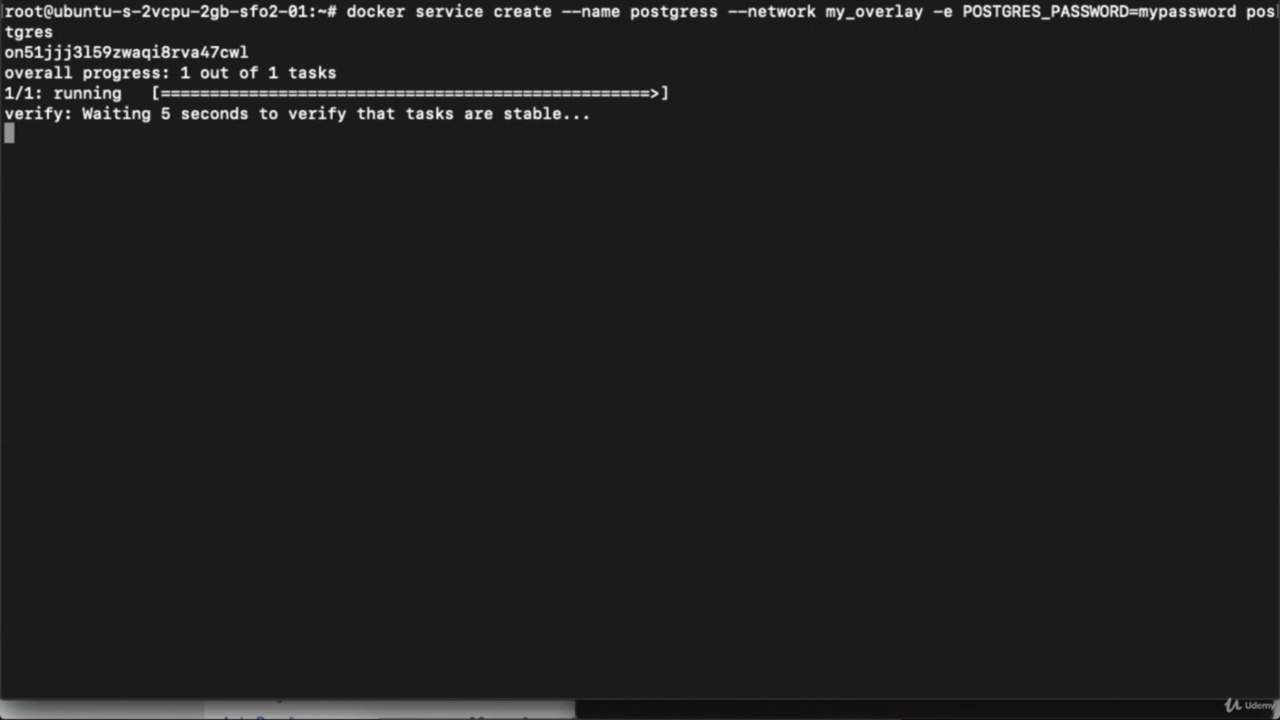 root@ubuntu-s-2vcpu-2gb-sfo2-01:~# docker service create --name postgress --network my_overlay -e POSTGRES_PASSWORD=mypassword pos
tgres
on51jjj3l59zwaqi8rva47cwl
overall progress: 1 out of 1 tasks
1/1: running   [==================================================>]
verify: Waiting 5 seconds to verify that tasks are stable...
Udemy